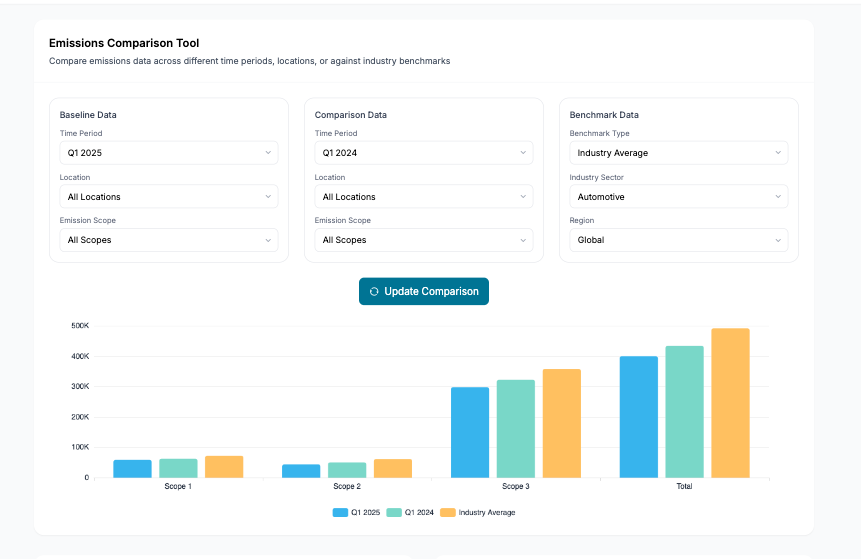 Emissions Comparison Tool
Compare emissions data across different time periods, locations, or against industry benchmarks
Baseline Data
Time Period
Q1 2025
Location
All Locations
Emission Scope
All Scopes
Comparison Data
Time Period
Q1 2024
Location
All Locations
Emission Scope
All Scopes
Benchmark Data
Benchmark Type
Industry Average
Industry Sector
Automotive
Region
Global
Update Comparison
500K
400K
300K
200K
100K
0
Scope 1 Scope 2 Scope 3 Total
Q1 2025 Q1 2024 Industry Average